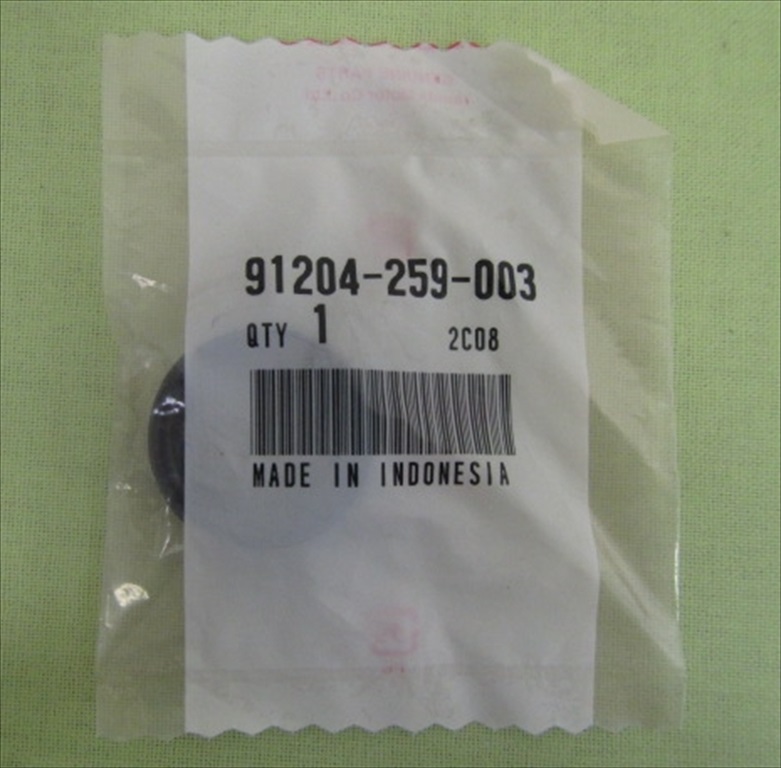 91204-259-003
QTY 1 2C08
MADE IN INDONESIA